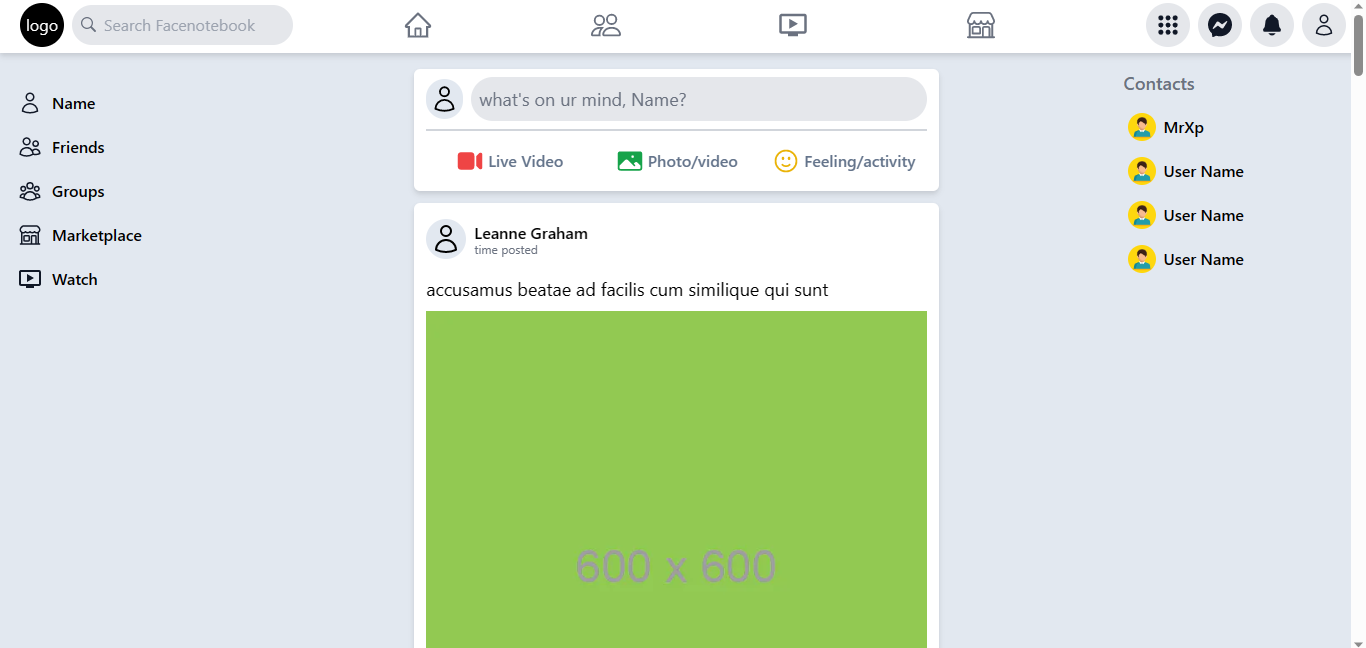 logo
Search Facenotebook
Name
Friends
Groups
Marketplace
Watch
what's on ur mind, Name?
Live Video
Photo/video
Feeling/activity
Leanne Graham
time posted
accusamus beatae ad facilis cum similique qui sunt
600 x 600
Contacts
MrXp
User Name
User Name
User Name